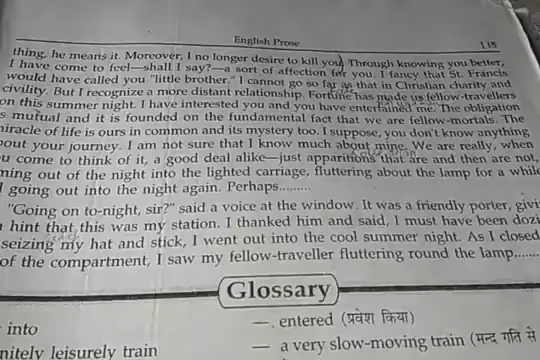 English Prose 115
thing, he means it. Moreover, I no longer desire to kill you. Through knowing you better,
I have come to feel—shall I say?—a sort of affection for you. I fancy that St. Francis
would have called you "little brother." I cannot go so far as that in Christian charity and
civility. But I recognize a more distant relationship. Fortune has made us fellow-travellers
on this summer night. I have interested you and you have entertained me. The obligation
s mutual and it is founded on the fundamental fact that we are fellow-mortals. The
miracle of life is ours in common and its mystery too. I suppose, you don't know anything
out your journey. I am not sure that I know much about mine. We are really, when
u come to think of it, a good deal alike—just apparitions that are and then are not,
ming out of the night into the lighted carriage, fluttering about the lamp for a while
going out into the night again. Perhaps.........
"Going on to-night, sir?" said a voice at the window. It was a friendly porter, givi
hint that this was my station. I thanked him and said, I must have been dozi
seizing my hat and stick, I went out into the cool summer night. As I closed
of the compartment, I saw my fellow-traveller fluttering round the lamp.......
Glossary
into — entered (प्रवेश किया)
nitely leisurely train — a very slow-moving train (मन्द गति से